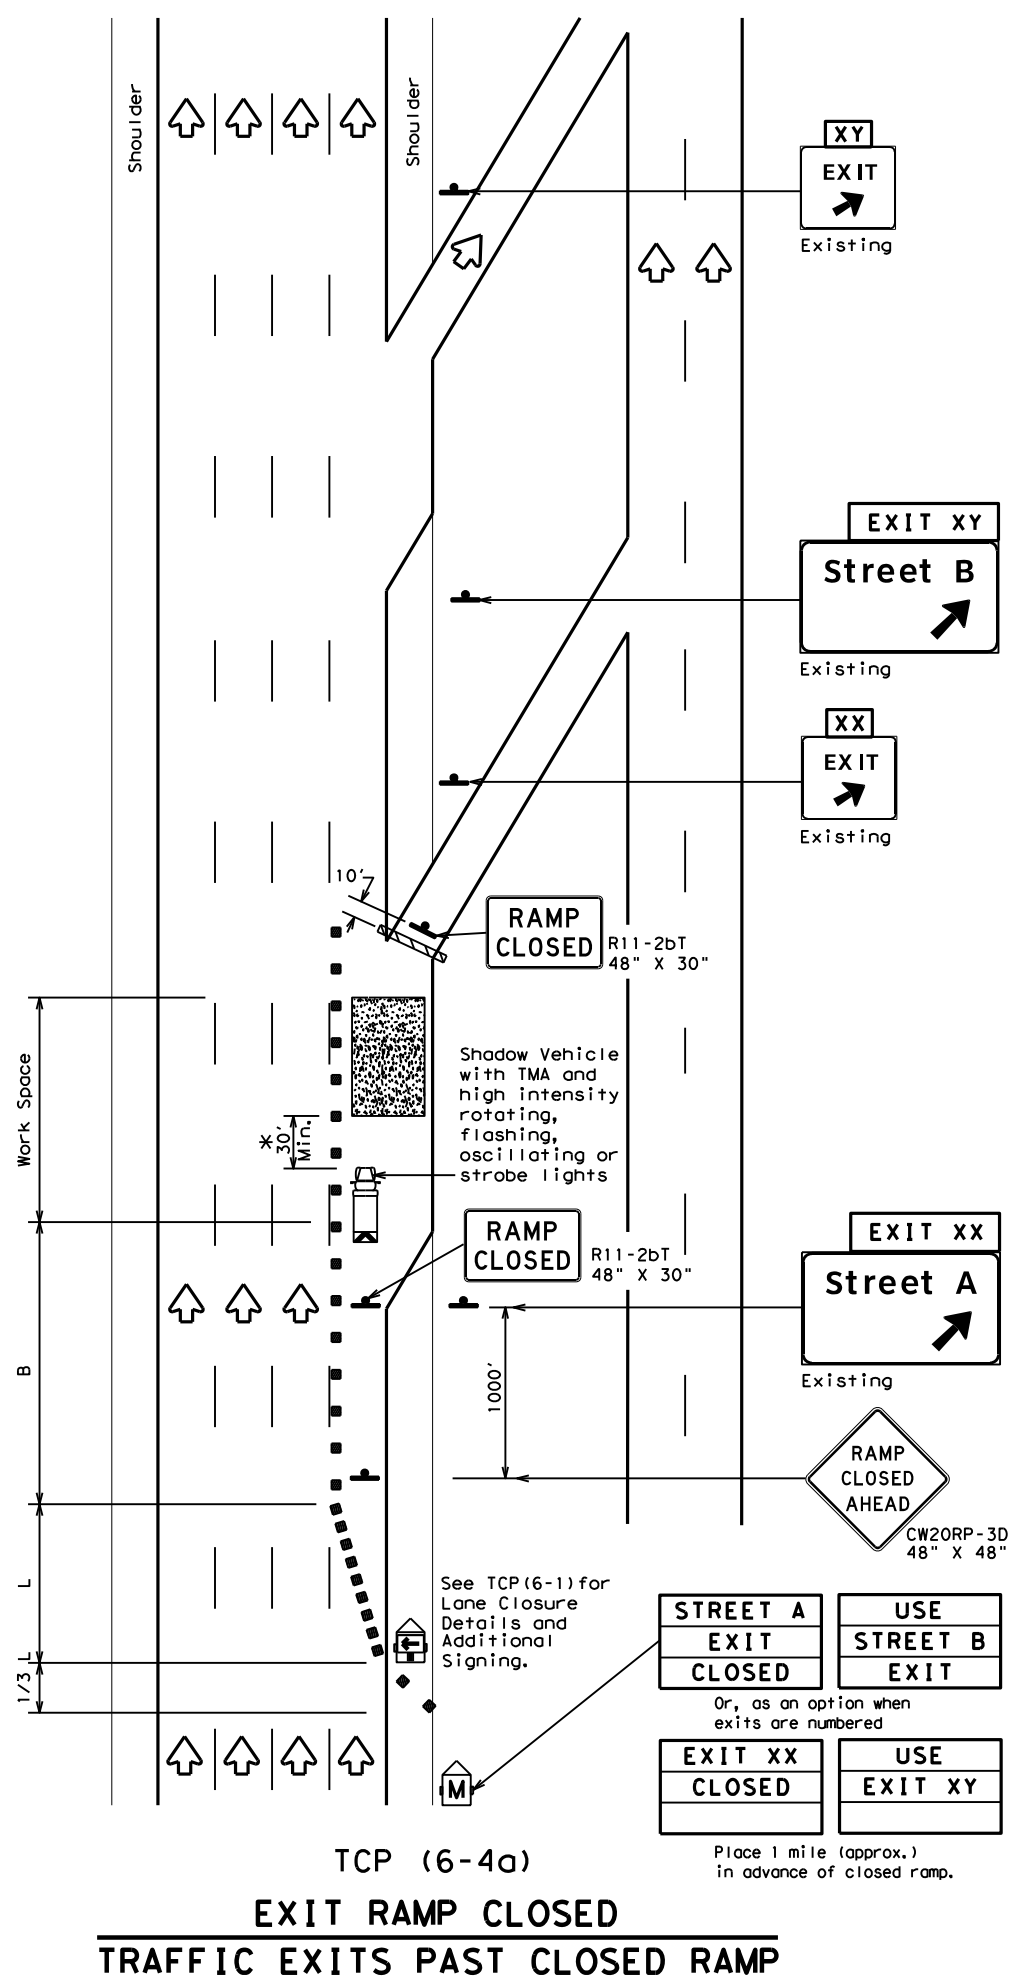 Shoulder
Shoulder
XY
EXIT
Existing
EXIT XY
Street B
Existing
XX
EXIT
Existing
10'
RAMP
CLOSED
R11-2bT
48" X 30"
Work Space
Shadow Vehicle
with TMA and
high intensity
rotating,
flashing,
oscillating or
strobe lights
*
30'
Min.
RAMP
CLOSED
R11-2bT
48" X 30"
EXIT XX
Street A
Existing
B
1000'
RAMP
CLOSED
AHEAD
CW20RP-3D
48" X 48"
L
See TCP(6-1)for
Lane Closure
Details and
Additional
Signing.
1/3 L
STREET A
EXIT
CLOSED
USE
STREET B
EXIT
Or, as an option when
exits are numbered
EXIT XX
CLOSED
USE
EXIT XY
M
Place 1 mile (approx.)
in advance of closed ramp.
TCP (6-4a)
EXIT RAMP CLOSED
TRAFFIC EXITS PAST CLOSED RAMP